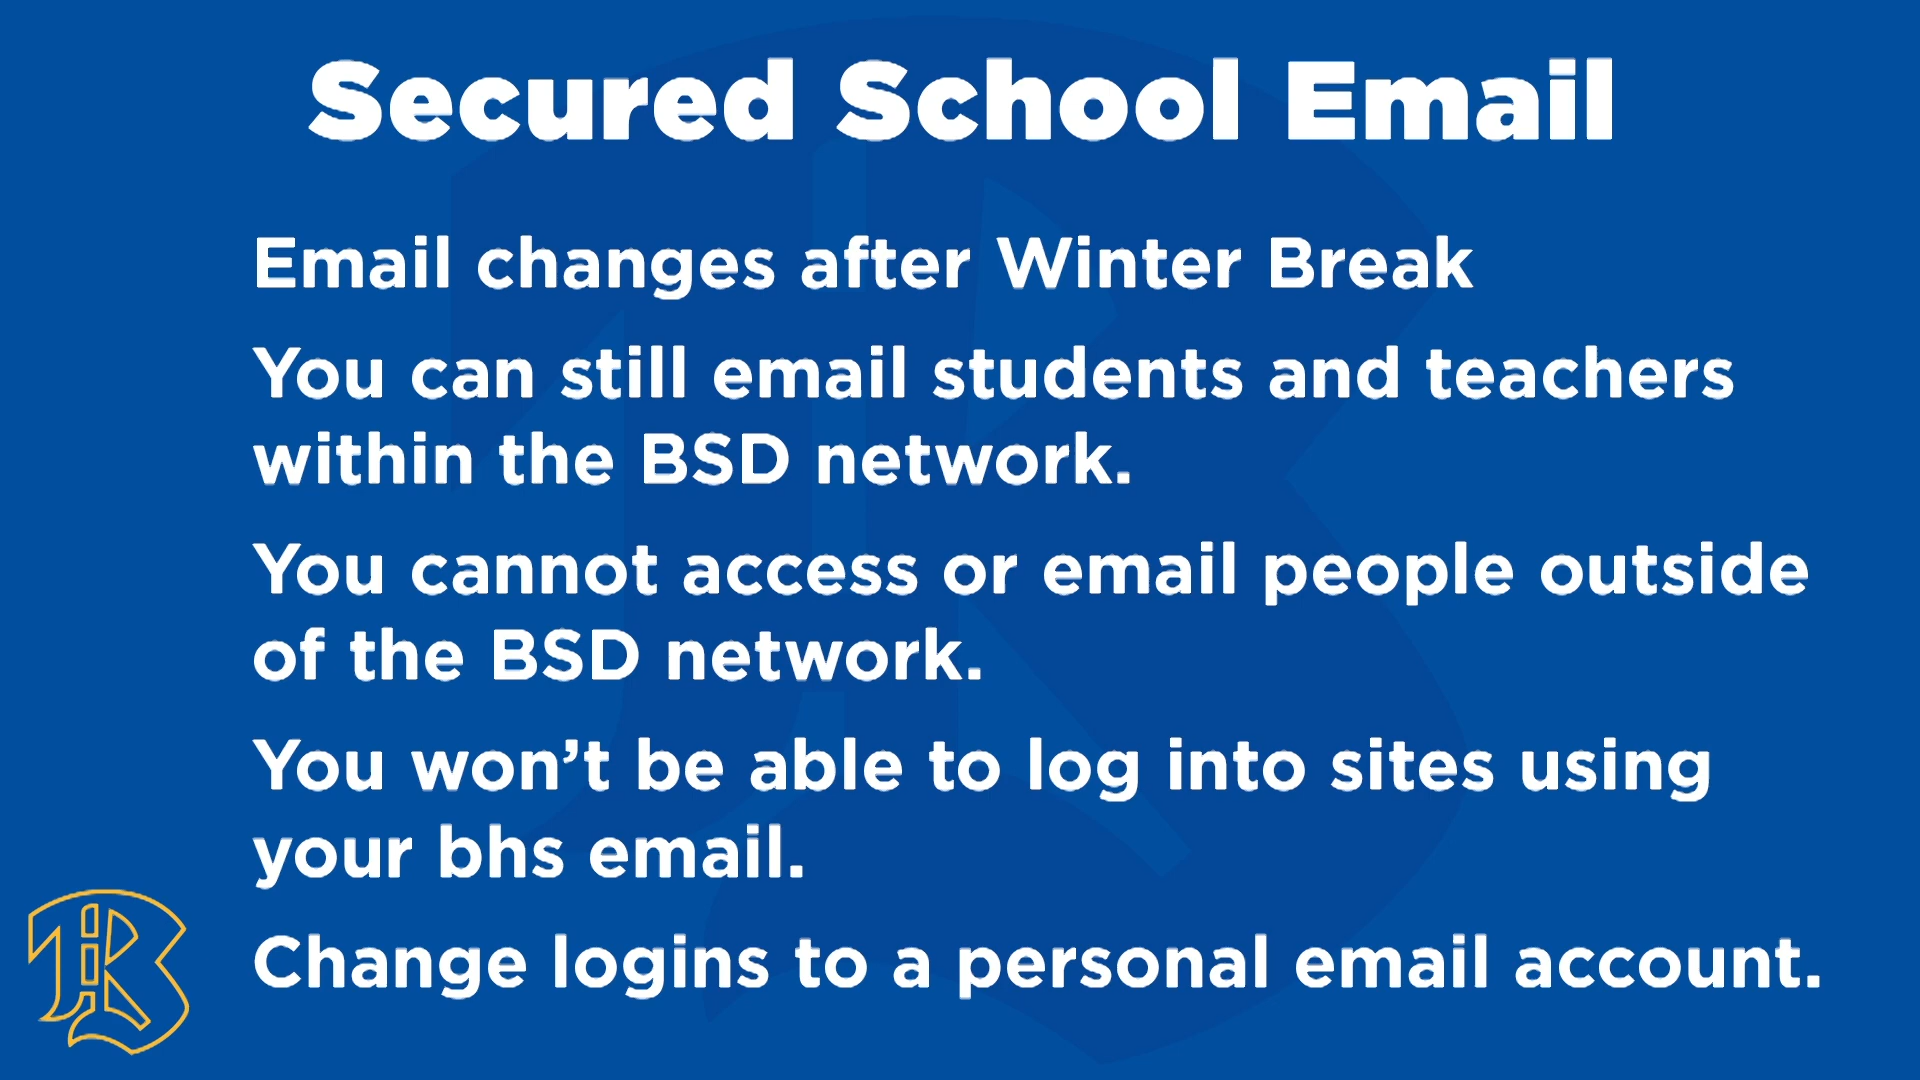 Secured School Email
Email changes after Winter Break
You can still email students and teachers
within the BSD network.
You cannot access or email people outside
of the BSD network.
You won’t be able to log into sites using
your bhs email.
Change logins to a personal email account.